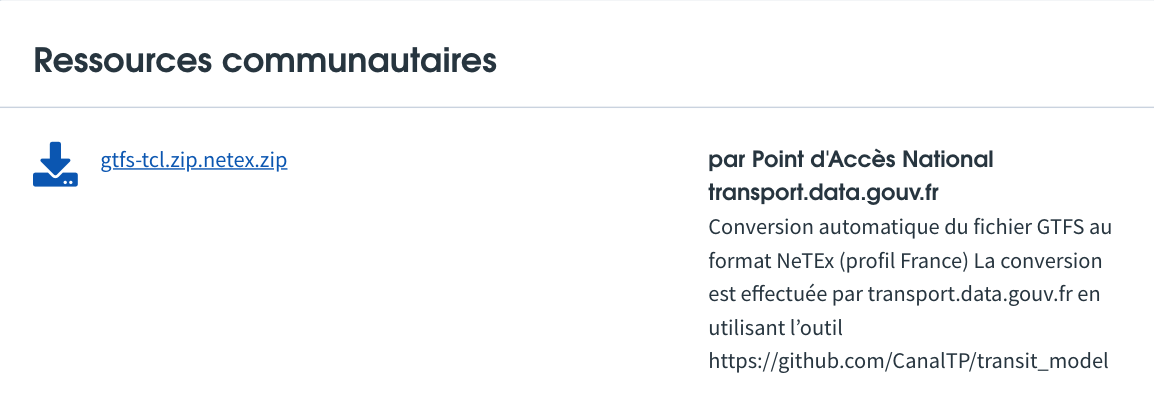 Ressources communautaires
gtfs-tcl.zip.netex.zip
par Point d'Accès National
transport.data.gouv.fr
Conversion automatique du fichier GTFS au
format NeTEx (profil France) La conversion
est effectuée par transport.data.gouv.fr en
utilisant l’outil
https://github.com/CanalTP/transit_model